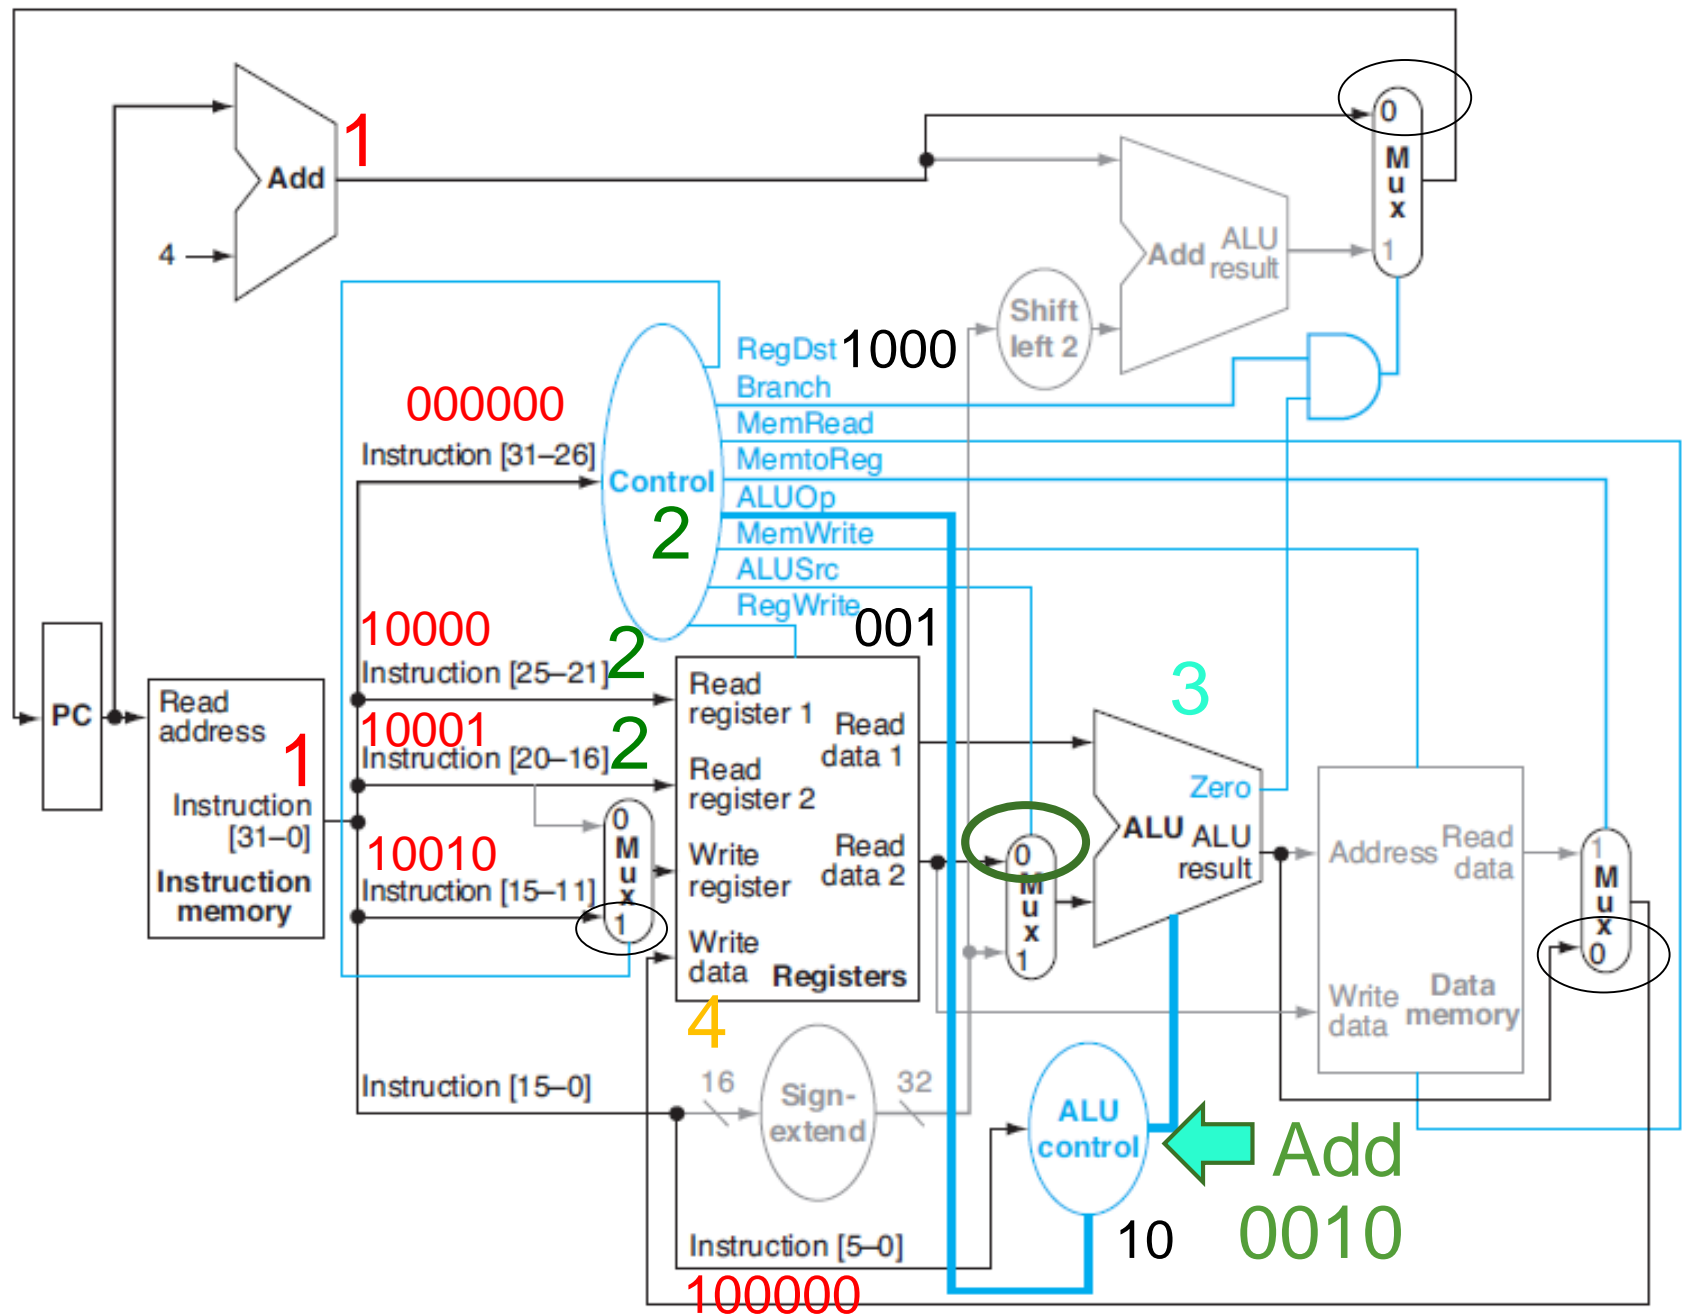 0
M
u
x
1
Add
1
4
Add
ALU
result
Shift
left 2
RegDst
1000
Branch
MemRead
MemtoReg
ALUOp
MemWrite
ALUSrc
RegWrite
001
000000
Instruction [31–26]
Control
2
10000
Instruction [25–21]
2
10001
Instruction [20–16]
2
10010
Instruction [15–11]
PC
Read
address
1
Instruction
[31–0]
Instruction
memory
0
M
u
x
1
Read
register 1
Read
data 1
Read
register 2
Write
register
Read
data 2
Write
data
Registers
4
0
M
u
x
1
3
Zero
ALU
ALU
result
Address
Read
data
Write
data
Data
memory
1
M
u
x
0
Instruction [15–0]
16
Sign-
extend
32
ALU
control
Add
0010
10
Instruction [5–0]
100000